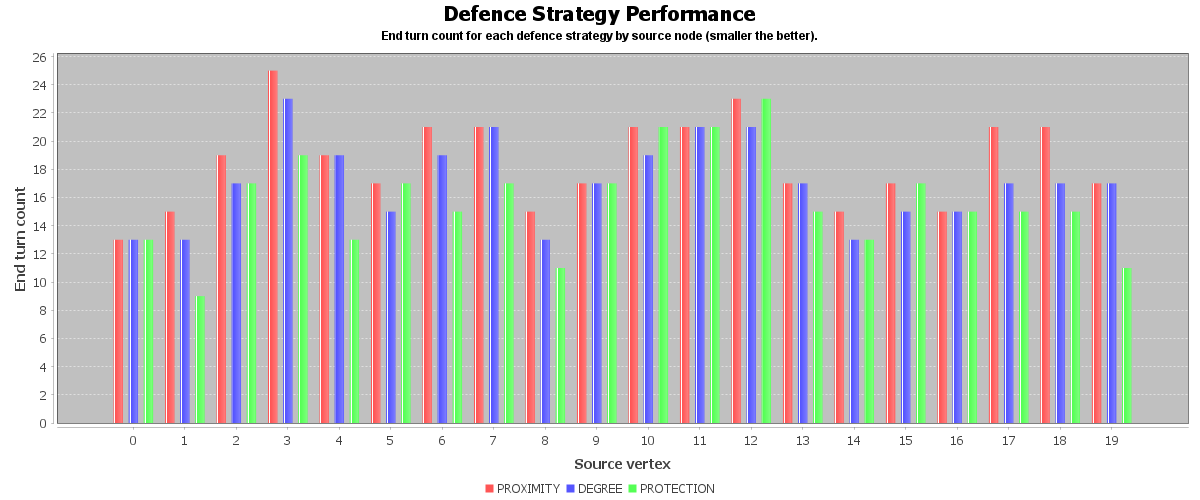 Defence Strategy Performance
End turn count for each defence strategy by source node (smaller the better).
26
24
22
20
18
16
14
12
10
8
6
4
2
0
End turn count
0 1 2 3 4 5 6 7 8 9 10 11 12 13 14 15 16 17 18 19
Source vertex
PROXIMITY DEGREE PROTECTION